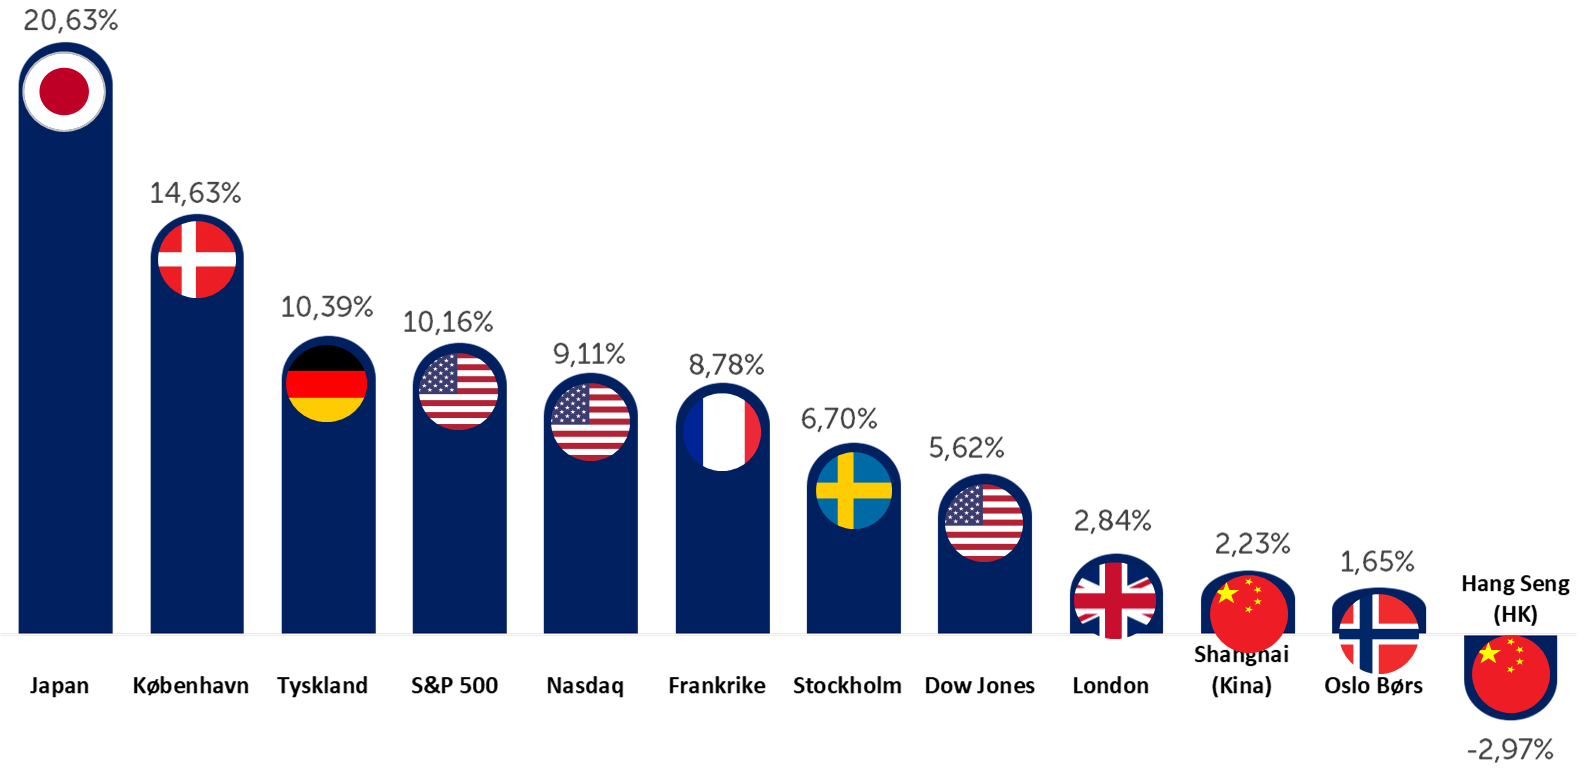 20,63%
14,63%
10,39%
10,16%
9,11%
8,78%
6,70%
5,62%
2,84%
2,23%
1,65%
Hang Seng
(HK)
Japan
København
Tyskland
S&P 500
Nasdaq
Frankrike
Stockholm
Dow Jones
London
Shanghai
(Kina)
Oslo Børs
-2,97%